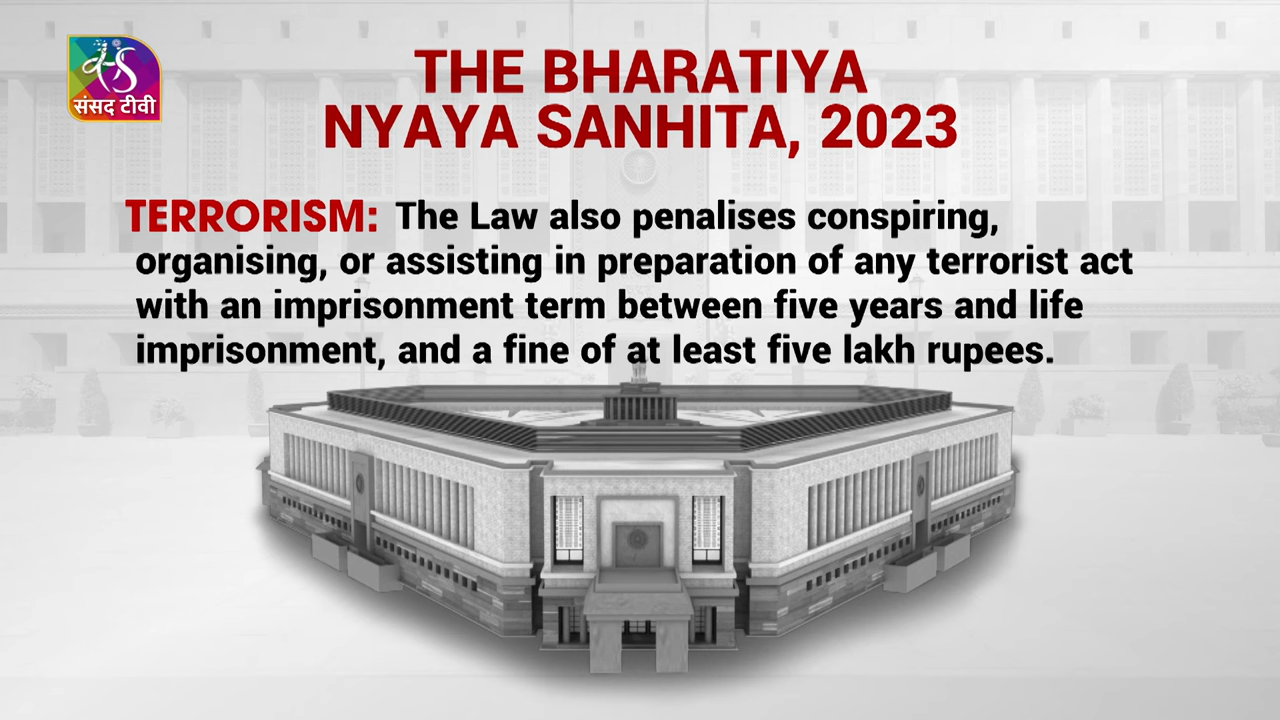 संसद टीवी
THE BHARATIYA
NYAYA SANHITA, 2023
TERRORISM: The Law also penalises conspiring,
organising, or assisting in preparation of any terrorist act
with an imprisonment term between five years and life
imprisonment, and a fine of at least five lakh rupees.